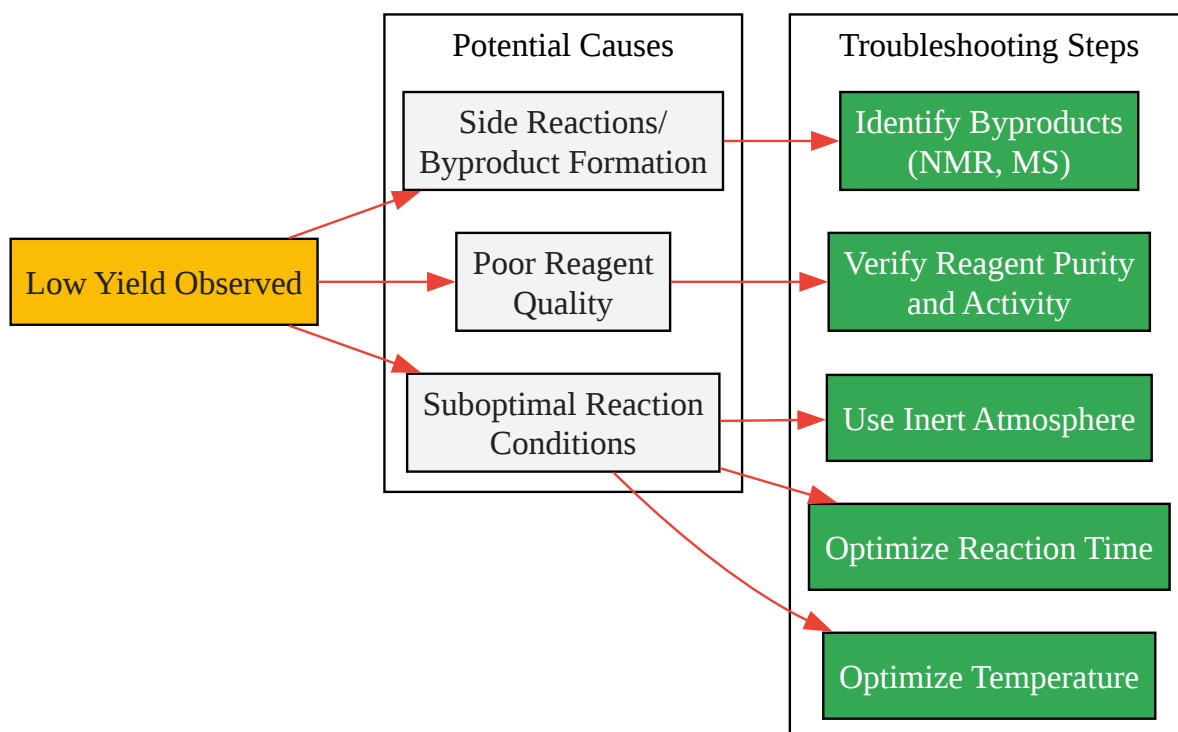 Potential Causes
Troubleshooting Steps
Side Reactions/
Byproduct Formation
Identify Byproducts
(NMR, MS)
Low Yield Observed
Poor Reagent
Quality
Verify Reagent Purity
and Activity
Suboptimal Reaction
Conditions
Use Inert Atmosphere
Optimize Reaction Time
Optimize Temperature